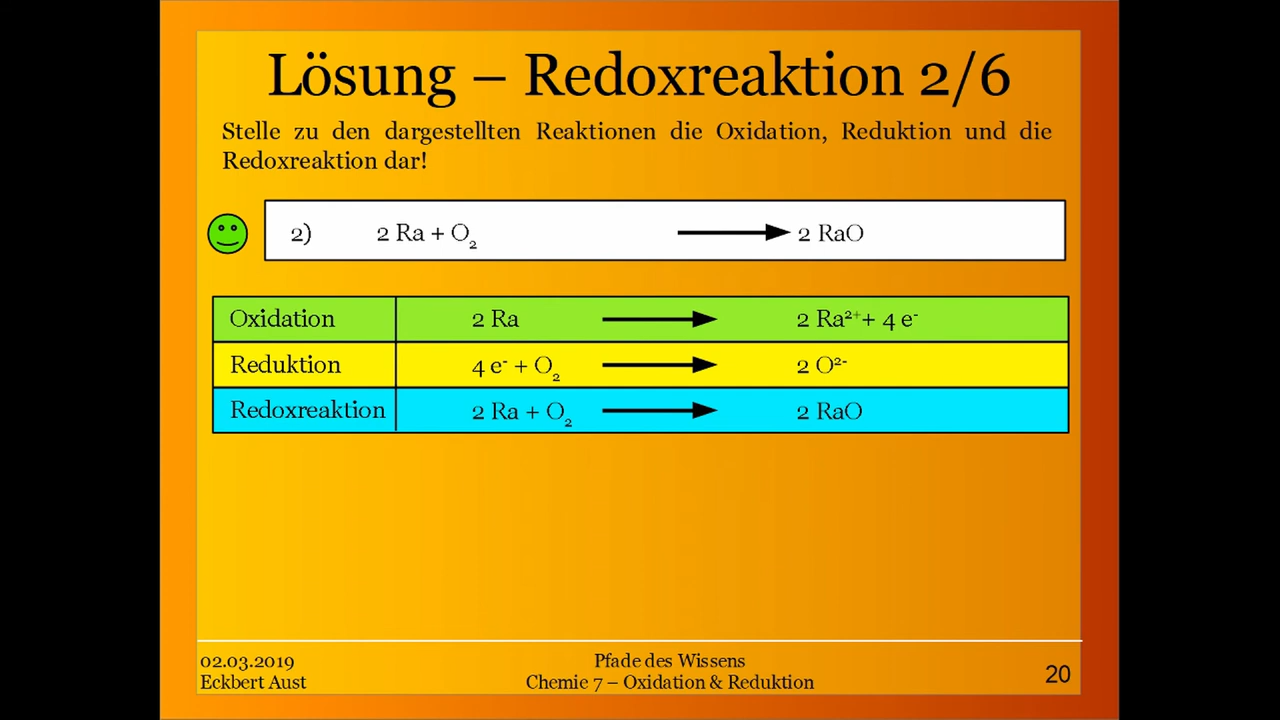 Lösung – Redoxreaktion 2/6
Stelle zu den dargestellten Reaktionen die Oxidation, Reduktion und die
Redoxreaktion dar!
2) 2 Ra + O₂ → 2 RaO
Oxidation 2 Ra → 2 Ra²⁺+ 4 e⁻
Reduktion 4 e⁻ + O₂ → 2 O²⁻
Redoxreaktion 2 Ra + O₂ → 2 RaO
02.03.2019
Eckbert Aust
Pfade des Wissens
Chemie 7 – Oxidation & Reduktion
20